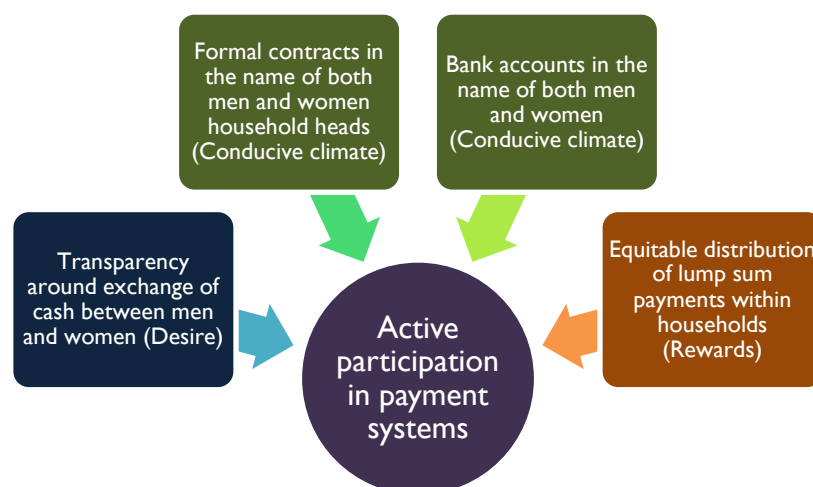 Formal contracts in
the name of both
men and women
household heads
(Conducive climate)
Bank accounts in the
name of both men
and women
(Conducive climate)
Transparency
around exchange of
cash between men
and women (Desire)
Equitable distribution
of lump sum
payments within
households
(Rewards)
Active
participation
in payment
systems